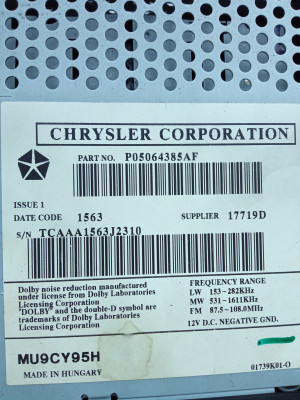 CHRYSLER CORPORATION
PART NO. P05064385AF
ISSUE 1
DATE CODE 1563 SUPPLIER 17719D
S/N TCAAA1563J2310
Dolby noise reduction manufactured
under license from Dolby Laboratories
Licensing Corporation
"DOLBY" and the double-D symbol are
trademarks of Dolby Laboratories
Licensing Corporation
FREQUENCY RANGE
LW 153-282KHz
MW 531-1611KHz
FM 87.5-108.0MHz
12V D.C. NEGATIVE GND.
MU9CY95H
MADE IN HUNGARY
01739K01-O